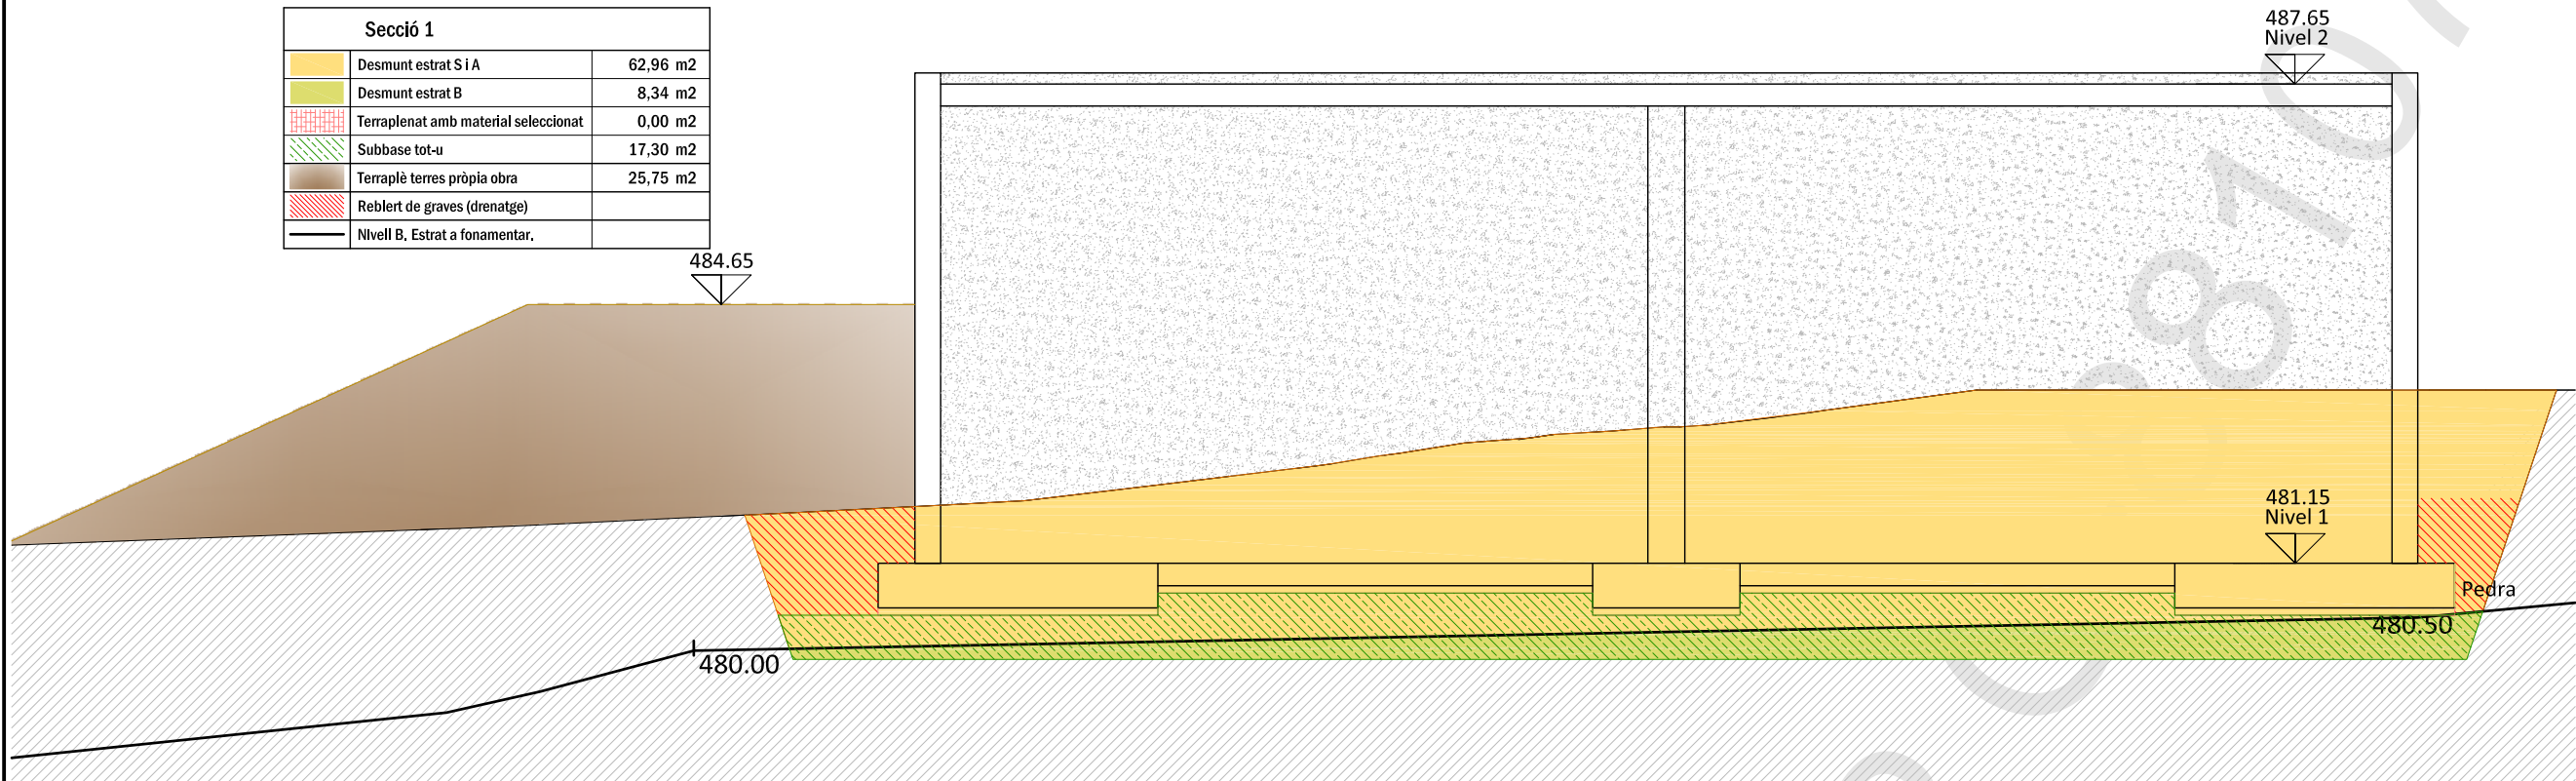 Secció 1
Desmunt estrat S i A 62,96 m2
Desmunt estrat B 8,34 m2
Terraplenat amb material seleccionat 0,00 m2
Subbase tot-u 17,30 m2
Terraplè terres pròpia obra 25,75 m2
Reblert de graves (drenatge)
NIvell B. Estrat a fonamentar.
487.65
Nivel 2
484.65
481.15
Nivel 1
Pedra
480.50
480.00